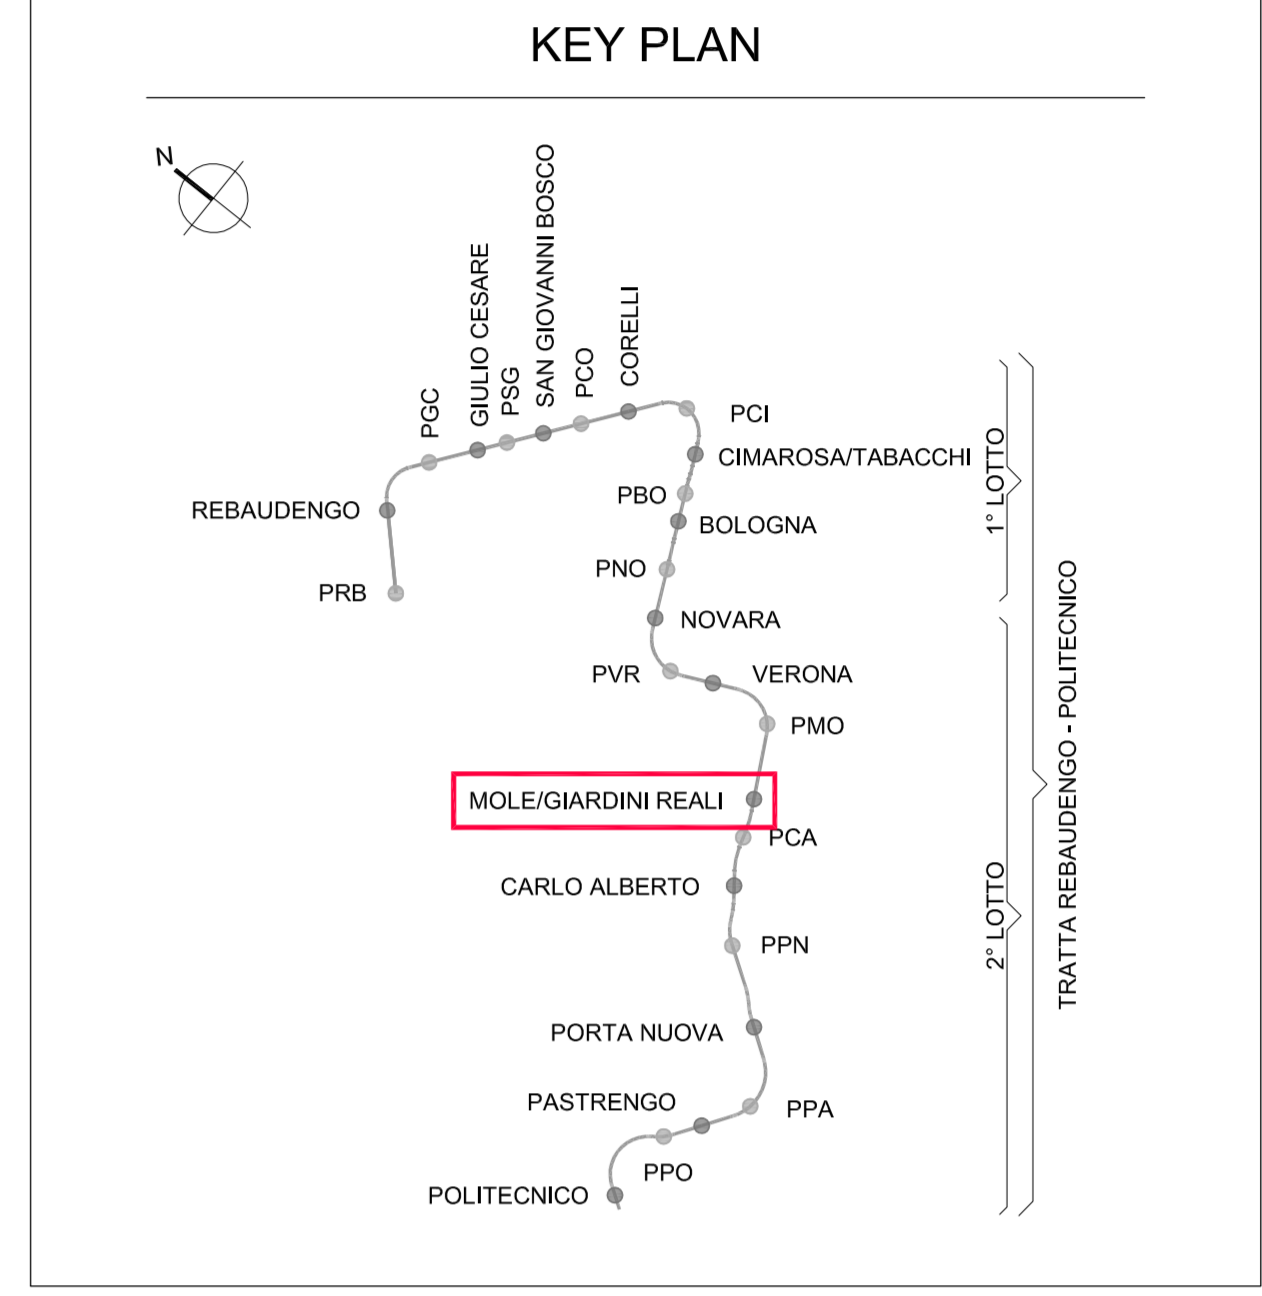 KEY PLAN
N
PGC
GIULIO CESARE
PSG
SAN GIOVANNI BOSCO
PCO
CORELLI
PCI
CIMAROSA/TABACCHI
PBO
BOLOGNA
REBAUDENGO
PNO
PRB
NOVARA
PVR
VERONA
PMO
MOLE/GIARDINI REALI
PCA
CARLO ALBERTO
PPN
PORTA NUOVA
PASTRENGO
PPA
PPO
POLITECNICO
1° LOTTO
2° LOTTO
TRATTA REBAUDENGO - POLITECNICO